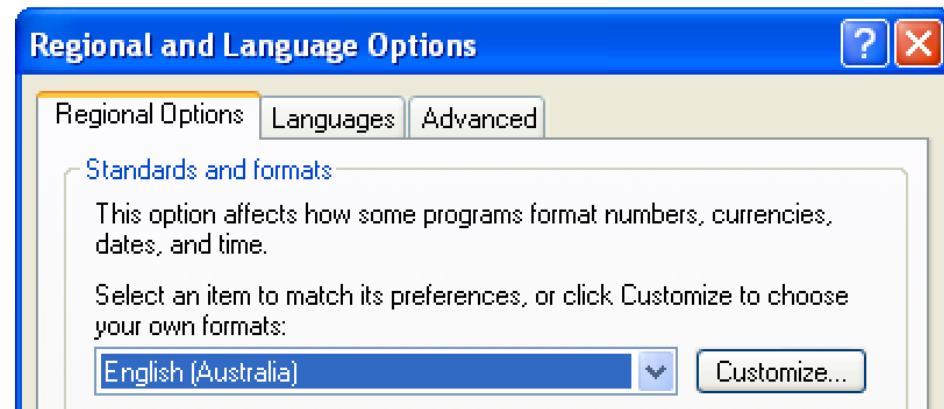 Regional and Language Options
Regional Options Languages Advanced
Standards and formats
This option affects how some programs format numbers, currencies,
dates, and time.
Select an item to match its preferences, or click Customize to choose
your own formats:
English (Australia) Customize...